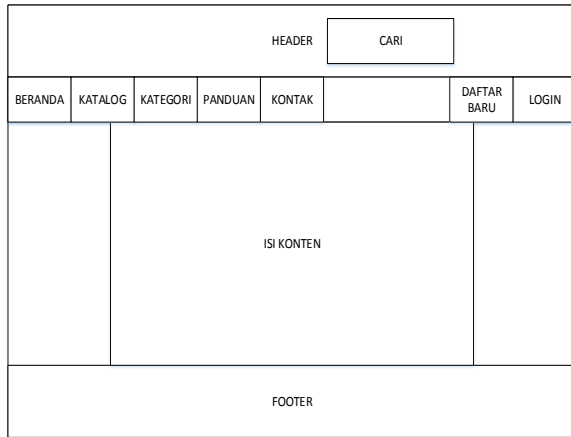 HEADER
CARI
BERANDA
KATALOG
KATEGORI
PANDUAN
KONTAK
DAFTAR
BARU
LOGIN
ISI KONTEN
FOOTER